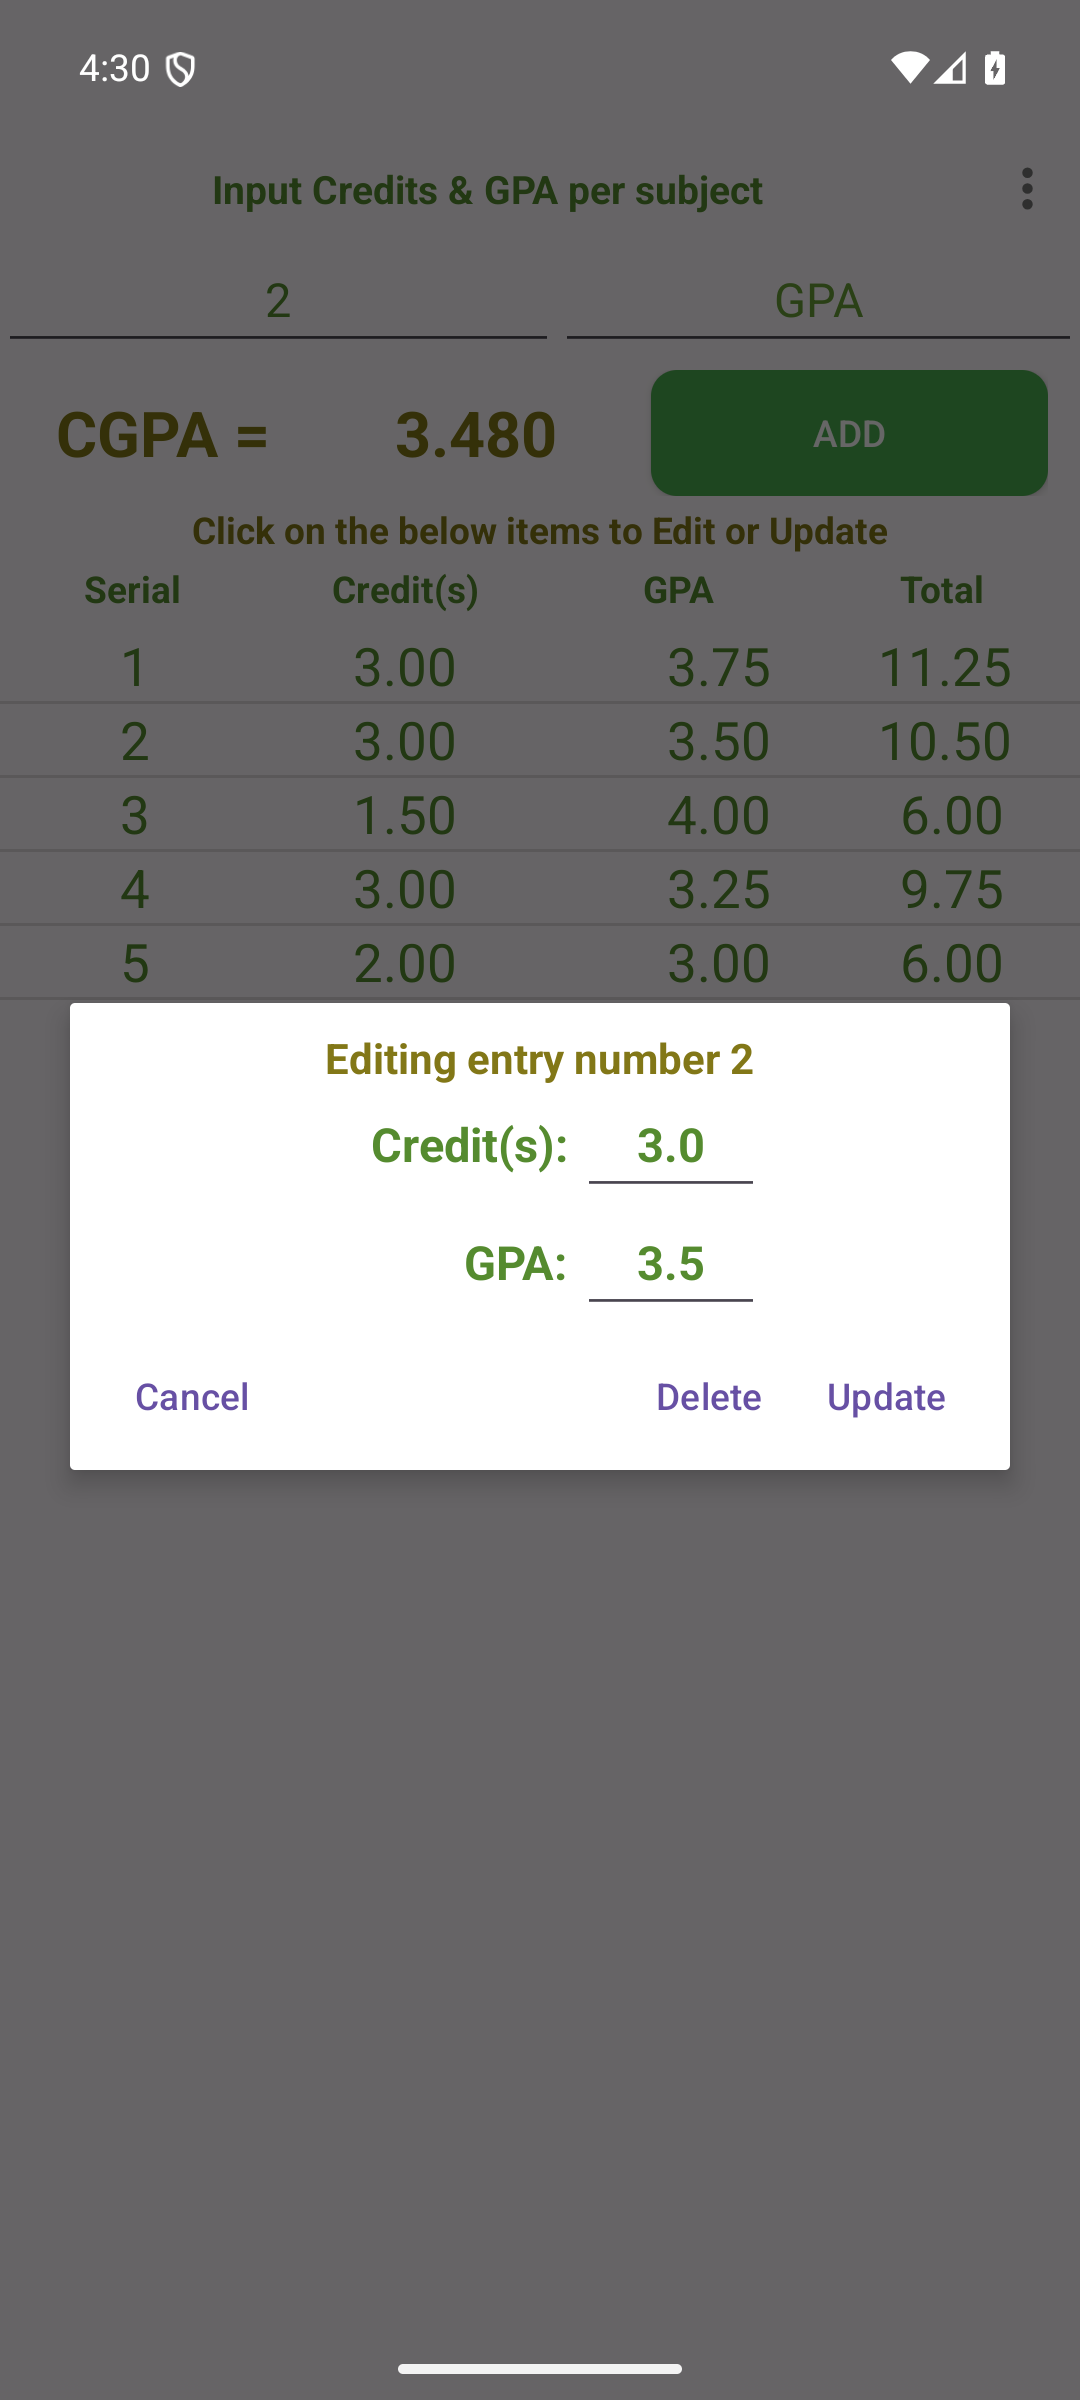 4:30
Input Credits & GPA per subject
2 GPA
CGPA = 3.480 ADD
Click on the below items to Edit or Update
Serial Credit(s) GPA Total
1 3.00 3.75 11.25
2 3.00 3.50 10.50
3 1.50 4.00 6.00
4 3.00 3.25 9.75
5 2.00 3.00 6.00
Editing entry number 2
Credit(s): 3.0
GPA: 3.5
Cancel Delete Update